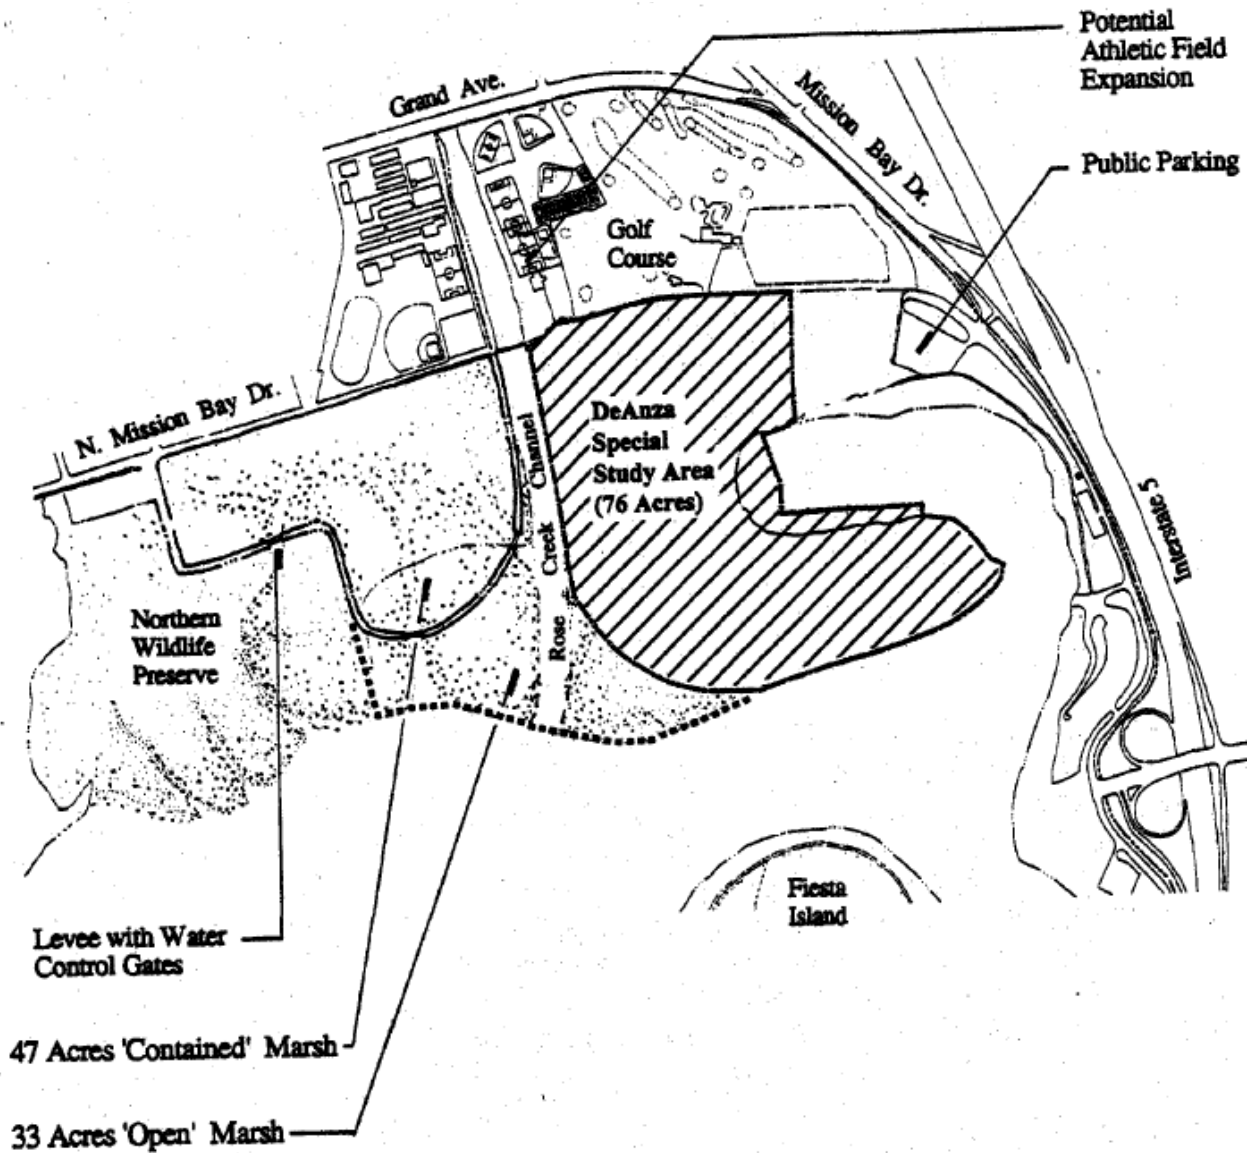 Potential
Athletic Field
Expansion
Grand Ave.
Mission Bay Dr.
Public Parking
Golf
Course
N. Mission Bay Dr.
DeAnza
Special
Study Area
(76 Acres)
Rose Creek Channel
Interstate 5
Northern
Wildlife
Preserve
Fiesta
Island
Levee with Water
Control Gates
47 Acres 'Contained' Marsh
33 Acres 'Open' Marsh